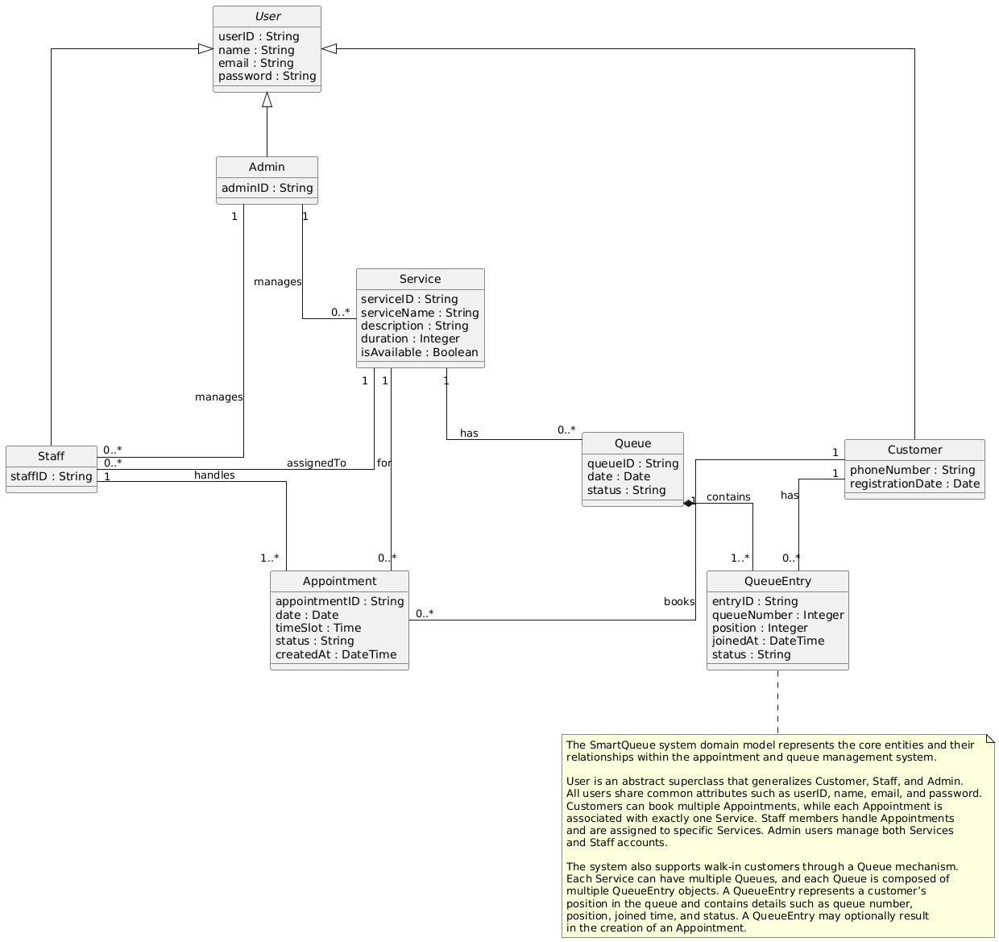 User
userID : String
name : String
email : String
password : String
Admin
adminID : String
1
1
manages
0..*
Service
serviceID : String
serviceName : String
description : String
duration : Integer
isAvailable : Boolean
1
1
1
manages
has
0..*
0..*
0..*
1
assignedTo
for
handles
Staff
staffID : String
Queue
queueID : String
date : Date
status : String
1
contains
1
1
has
Customer
phoneNumber : String
registrationDate : Date
1..*
0..*
1..*
0..*
Appointment
appointmentID : String
date : Date
timeSlot : Time
status : String
createdAt : DateTime
0..*
books
QueueEntry
entryID : String
queueNumber : Integer
position : Integer
joinedAt : DateTime
status : String
The SmartQueue system domain model represents the core entities and their
relationships within the appointment and queue management system.
User is an abstract superclass that generalizes Customer, Staff, and Admin.
All users share common attributes such as userID, name, email, and password.
Customers can book multiple Appointments, while each Appointment is
associated with exactly one Service. Staff members handle Appointments
and are assigned to specific Services. Admin users manage both Services
and Staff accounts.
The system also supports walk-in customers through a Queue mechanism.
Each Service can have multiple Queues, and each Queue is composed of
multiple QueueEntry objects. A QueueEntry represents a customer’s
position in the queue and contains details such as queue number,
position, joined time, and status. A QueueEntry may optionally result
in the creation of an Appointment.